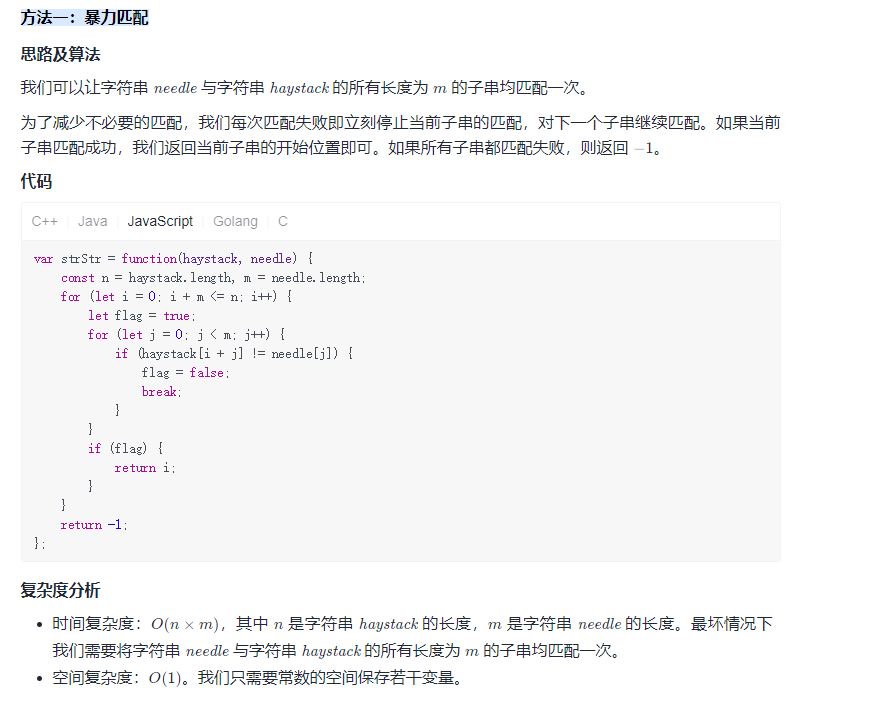 方法一：暴力匹配
思路及算法
我们可以让字符串 needle 与字符串 haystack 的所有长度为 m 的子串均匹配一次。
为了减少不必要的匹配，我们每次匹配失败即立刻停止当前子串的匹配，对下一个子串继续匹配。如果当前
子串匹配成功，我们返回当前子串的开始位置即可。如果所有子串都匹配失败，则返回 −1。
代码
C++ Java JavaScript Golang C
var strStr = function(haystack, needle) {
    const n = haystack.length, m = needle.length;
    for (let i = 0; i + m <= n; i++) {
        let flag = true;
        for (let j = 0; j < m; j++) {
            if (haystack[i + j] != needle[j]) {
                flag = false;
                break;
            }
        }
        if (flag) {
            return i;
        }
    }
    return -1;
};
复杂度分析
• 时间复杂度：O(n × m)，其中 n 是字符串 haystack 的长度，m 是字符串 needle 的长度。最坏情况下
我们需要将字符串 needle 与字符串 haystack 的所有长度为 m 的子串均匹配一次。
• 空间复杂度：O(1)。我们只需要常数的空间保存若干变量。